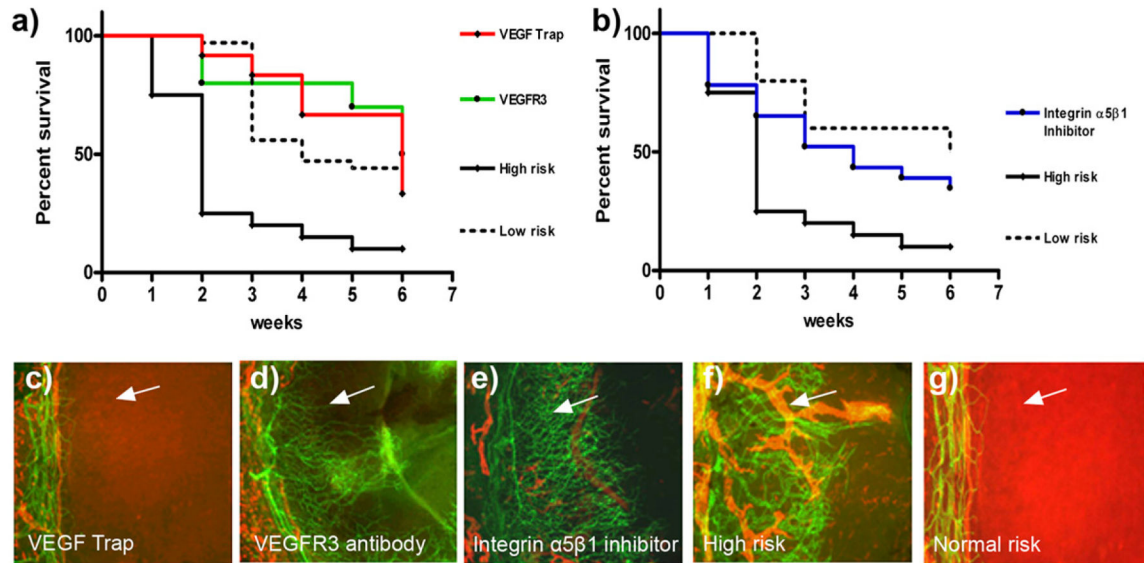 a)
Percent survival
100
50
0
0 1 2 3 4 5 6 7
weeks
VEGF Trap
VEGFR3
High risk
Low risk
b)
Percent survival
100
50
0
0 1 2 3 4 5 6 7
weeks
Integrin α5β1
Inhibitor
High risk
Low risk
c)
VEGF Trap
d)
VEGFR3 antibody
e)
Integrin α5β1 inhibitor
f)
High risk
g)
Normal risk